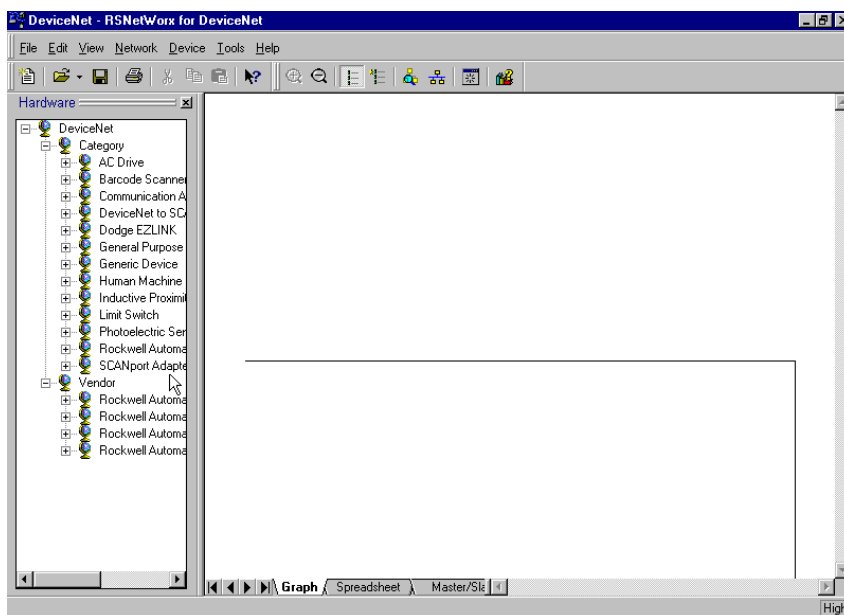 DeviceNet - RSNetWorx for DeviceNet
File Edit View Network Device Tools Help
Hardware
DeviceNet
Category
AC Drive
Barcode Scanner
Communication A
DeviceNet to SCA
Dodge EZLINK
General Purpose
Generic Device
Human Machine
Inductive Proximit
Limit Switch
Photoelectric Ser
Rockwell Automa
SCANport Adapte
Vendor
Rockwell Automa
Rockwell Automa
Rockwell Automa
Rockwell Automa
Graph Spreadsheet Master/Sla
High